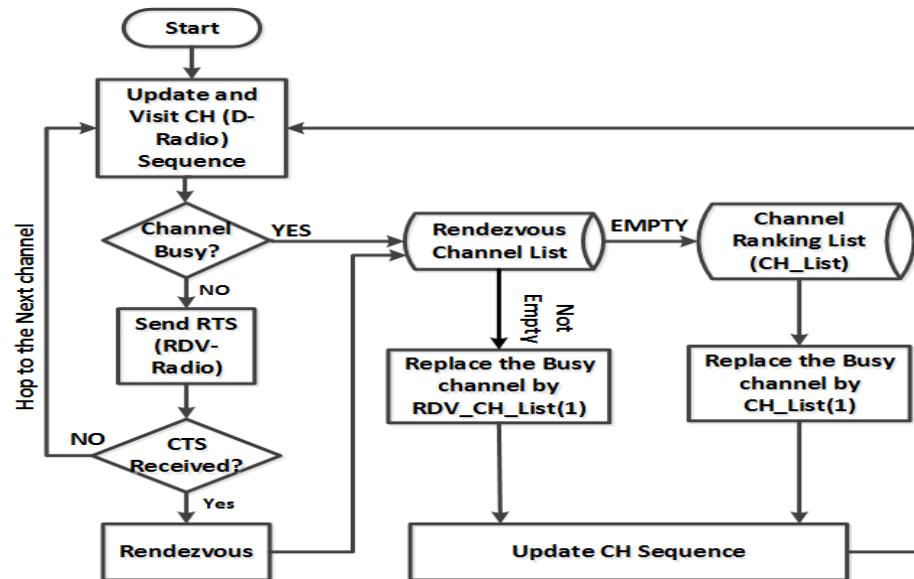 Start
Update and
Visit CH (D-
Radio)
Sequence
Hop to the Next channel
Channel
Busy?
YES
NO
Send RTS
(RDV-
Radio)
NO
CTS
Received?
Yes
Rendezvous
Rendezvous
Channel List
EMPTY
Channel
Ranking List
(CH_List)
Not
Empty
Replace the Busy
channel by
RDV_CH_List(1)
Replace the Busy
channel by
CH_List(1)
Update CH Sequence